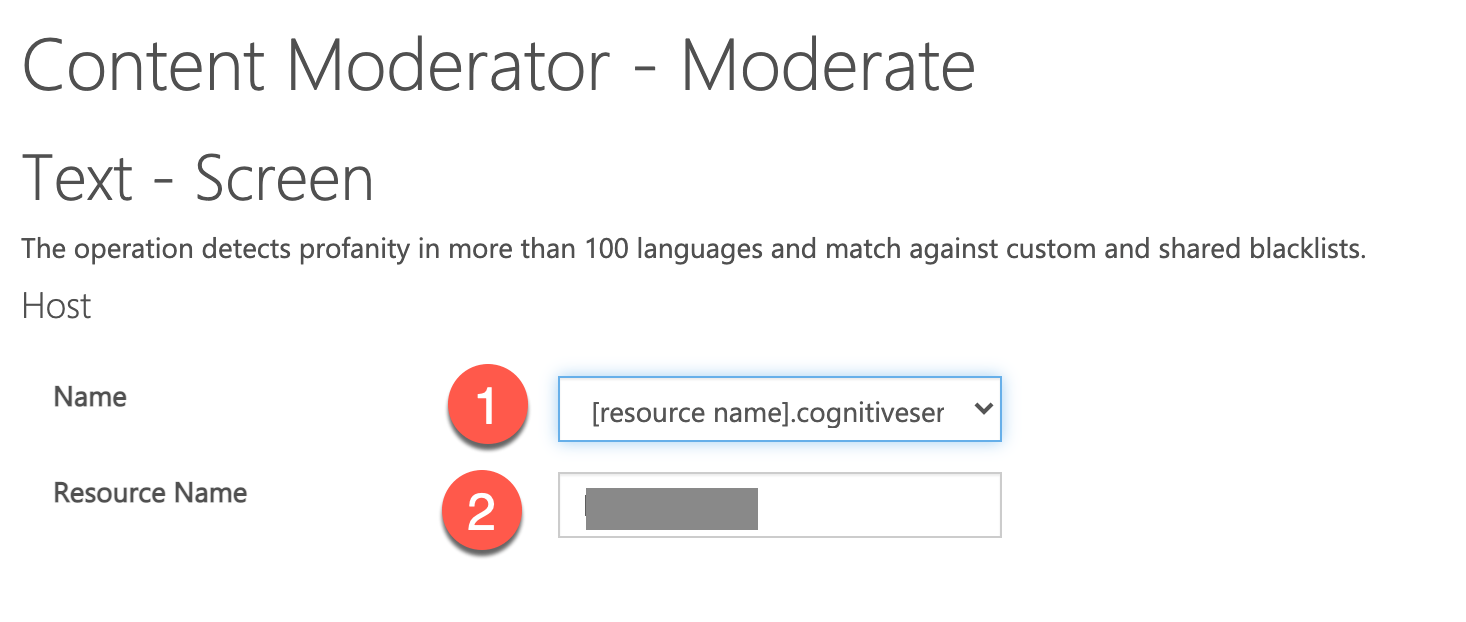 Content Moderator - Moderate
Text - Screen
The operation detects profanity in more than 100 languages and match against custom and shared blacklists.
Host
Name
1
[resource name].cognitiveser
Resource Name
2